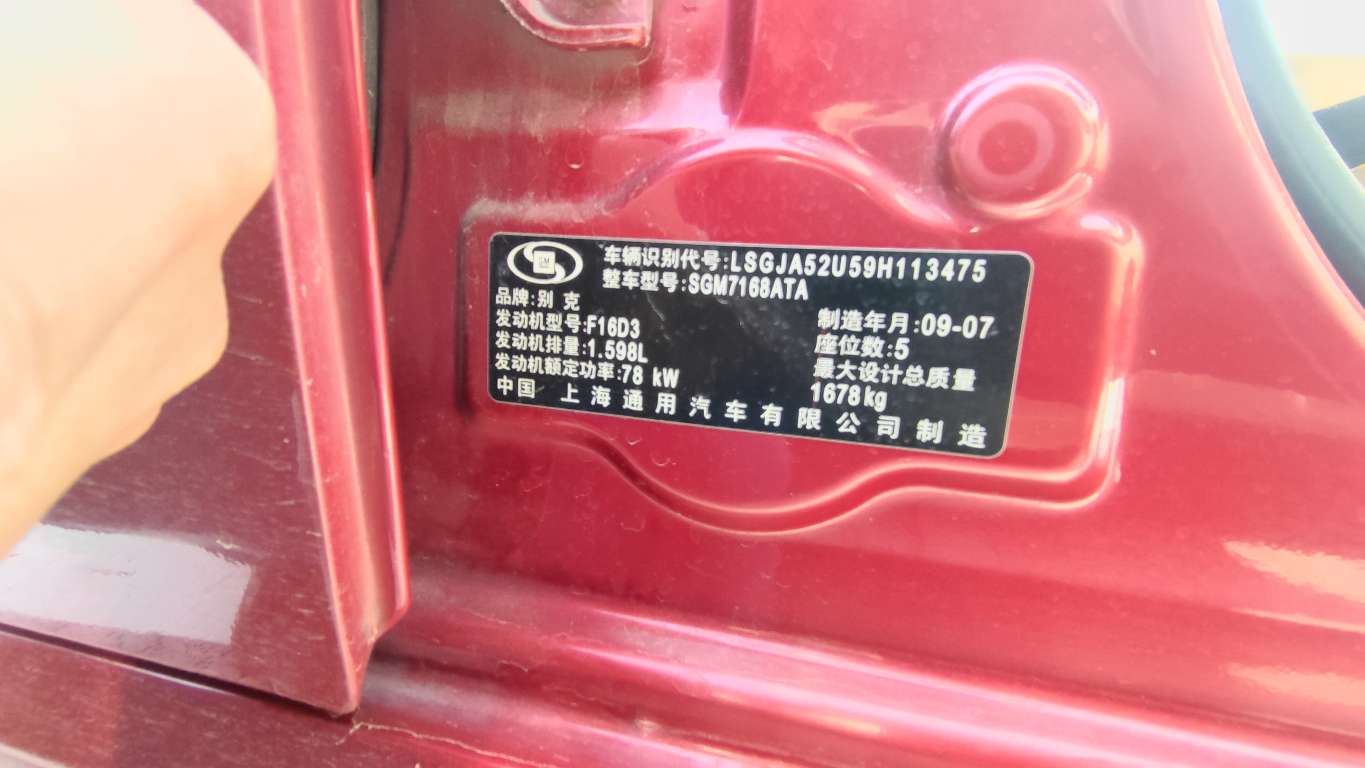 车辆识别代号:LSGJA52U59H113475
整车型号:SGM7168ATA
品牌:别 克
发动机型号:F16D3
制造年月:09-07
发动机排量:1.598L
座位数:5
发动机额定功率:78 kW
最大设计总质量
1678kg
中国 上海通用汽车有限公司制造